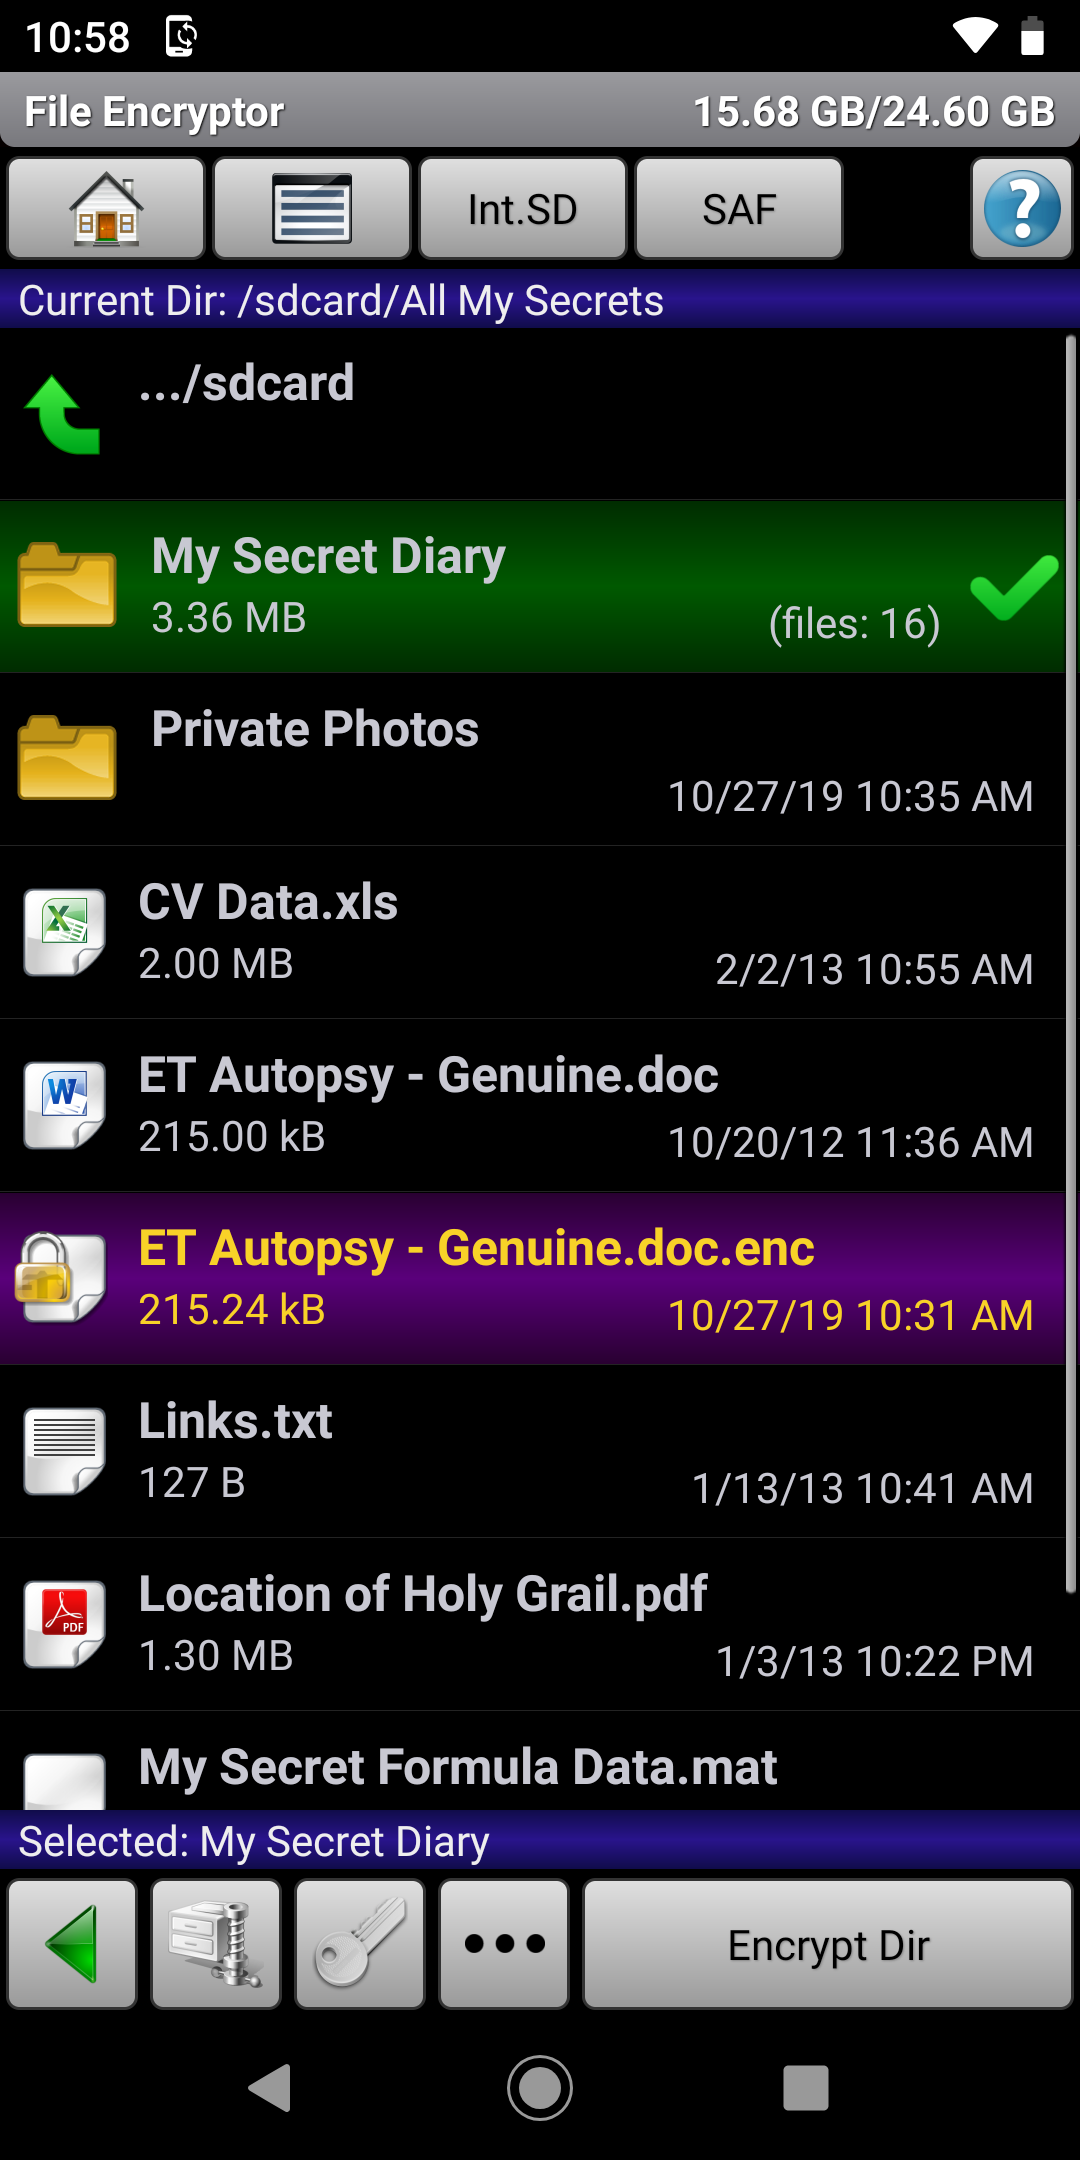 10:58
File Encryptor 15.68 GB/24.60 GB
Int.SD SAF ?
Current Dir: /sdcard/All My Secrets
.../sdcard
My Secret Diary
3.36 MB (files: 16)
Private Photos
10/27/19 10:35 AM
CV Data.xls
2.00 MB 2/2/13 10:55 AM
ET Autopsy - Genuine.doc
215.00 kB 10/20/12 11:36 AM
ET Autopsy - Genuine.doc.enc
215.24 kB 10/27/19 10:31 AM
Links.txt
127 B 1/13/13 10:41 AM
Location of Holy Grail.pdf
PDF
1.30 MB 1/3/13 10:22 PM
My Secret Formula Data.mat
Selected: My Secret Diary
Encrypt Dir